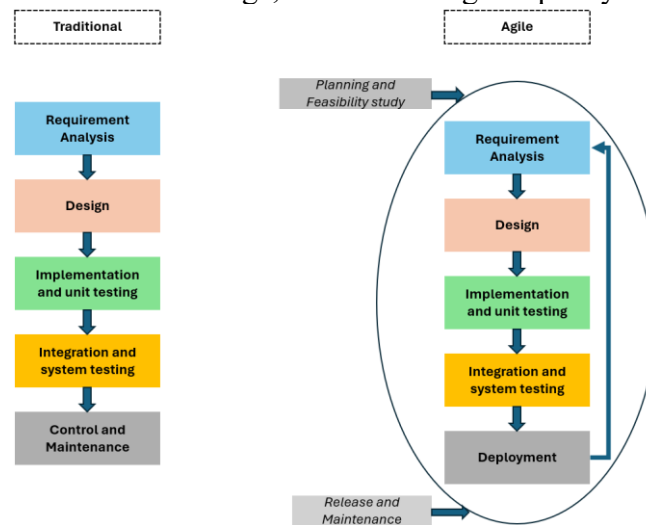 Traditional
Agile
Planning and
Feasibility study
Requirement
Analysis
Design
Implementation
and unit testing
Integration and
system testing
Control and
Maintenance
Requirement
Analysis
Design
Implementation
and unit testing
Integration and
system testing
Deployment
Release and
Maintenance